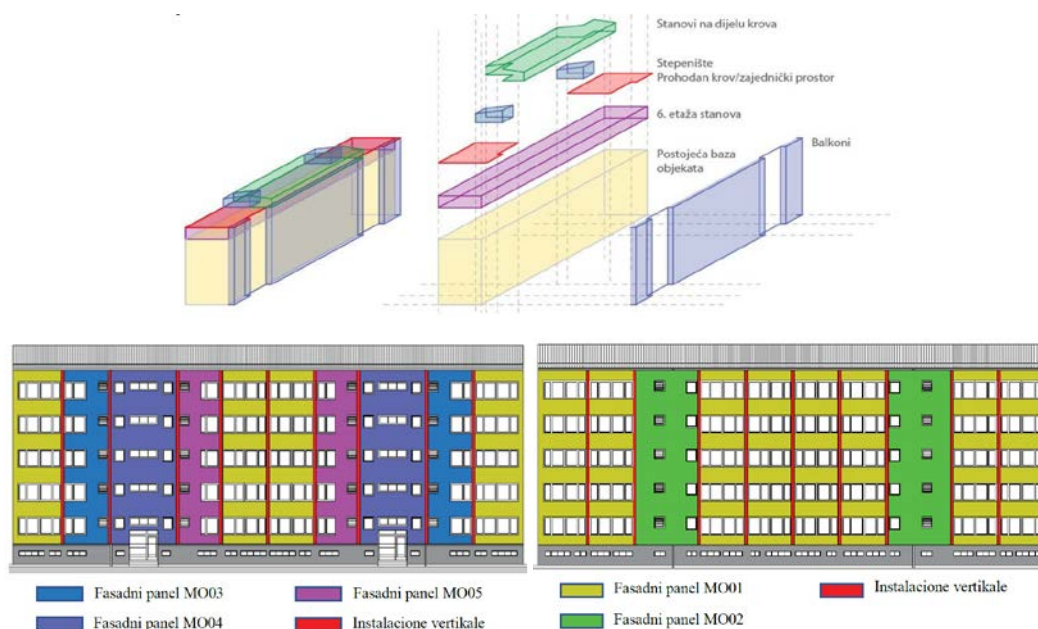 Stanovi na dijelu krova
Stepenište
Prohodan krov/zajednički prostor
6. etaža stanova
Postojeća baza
objekata
Balkoni
Fasadni panel MO03
Fasadni panel MO05
Fasadni panel MO04
Instalacione vertikale
Fasadni panel MO01
Instalacione vertikale
Fasadni panel MO02